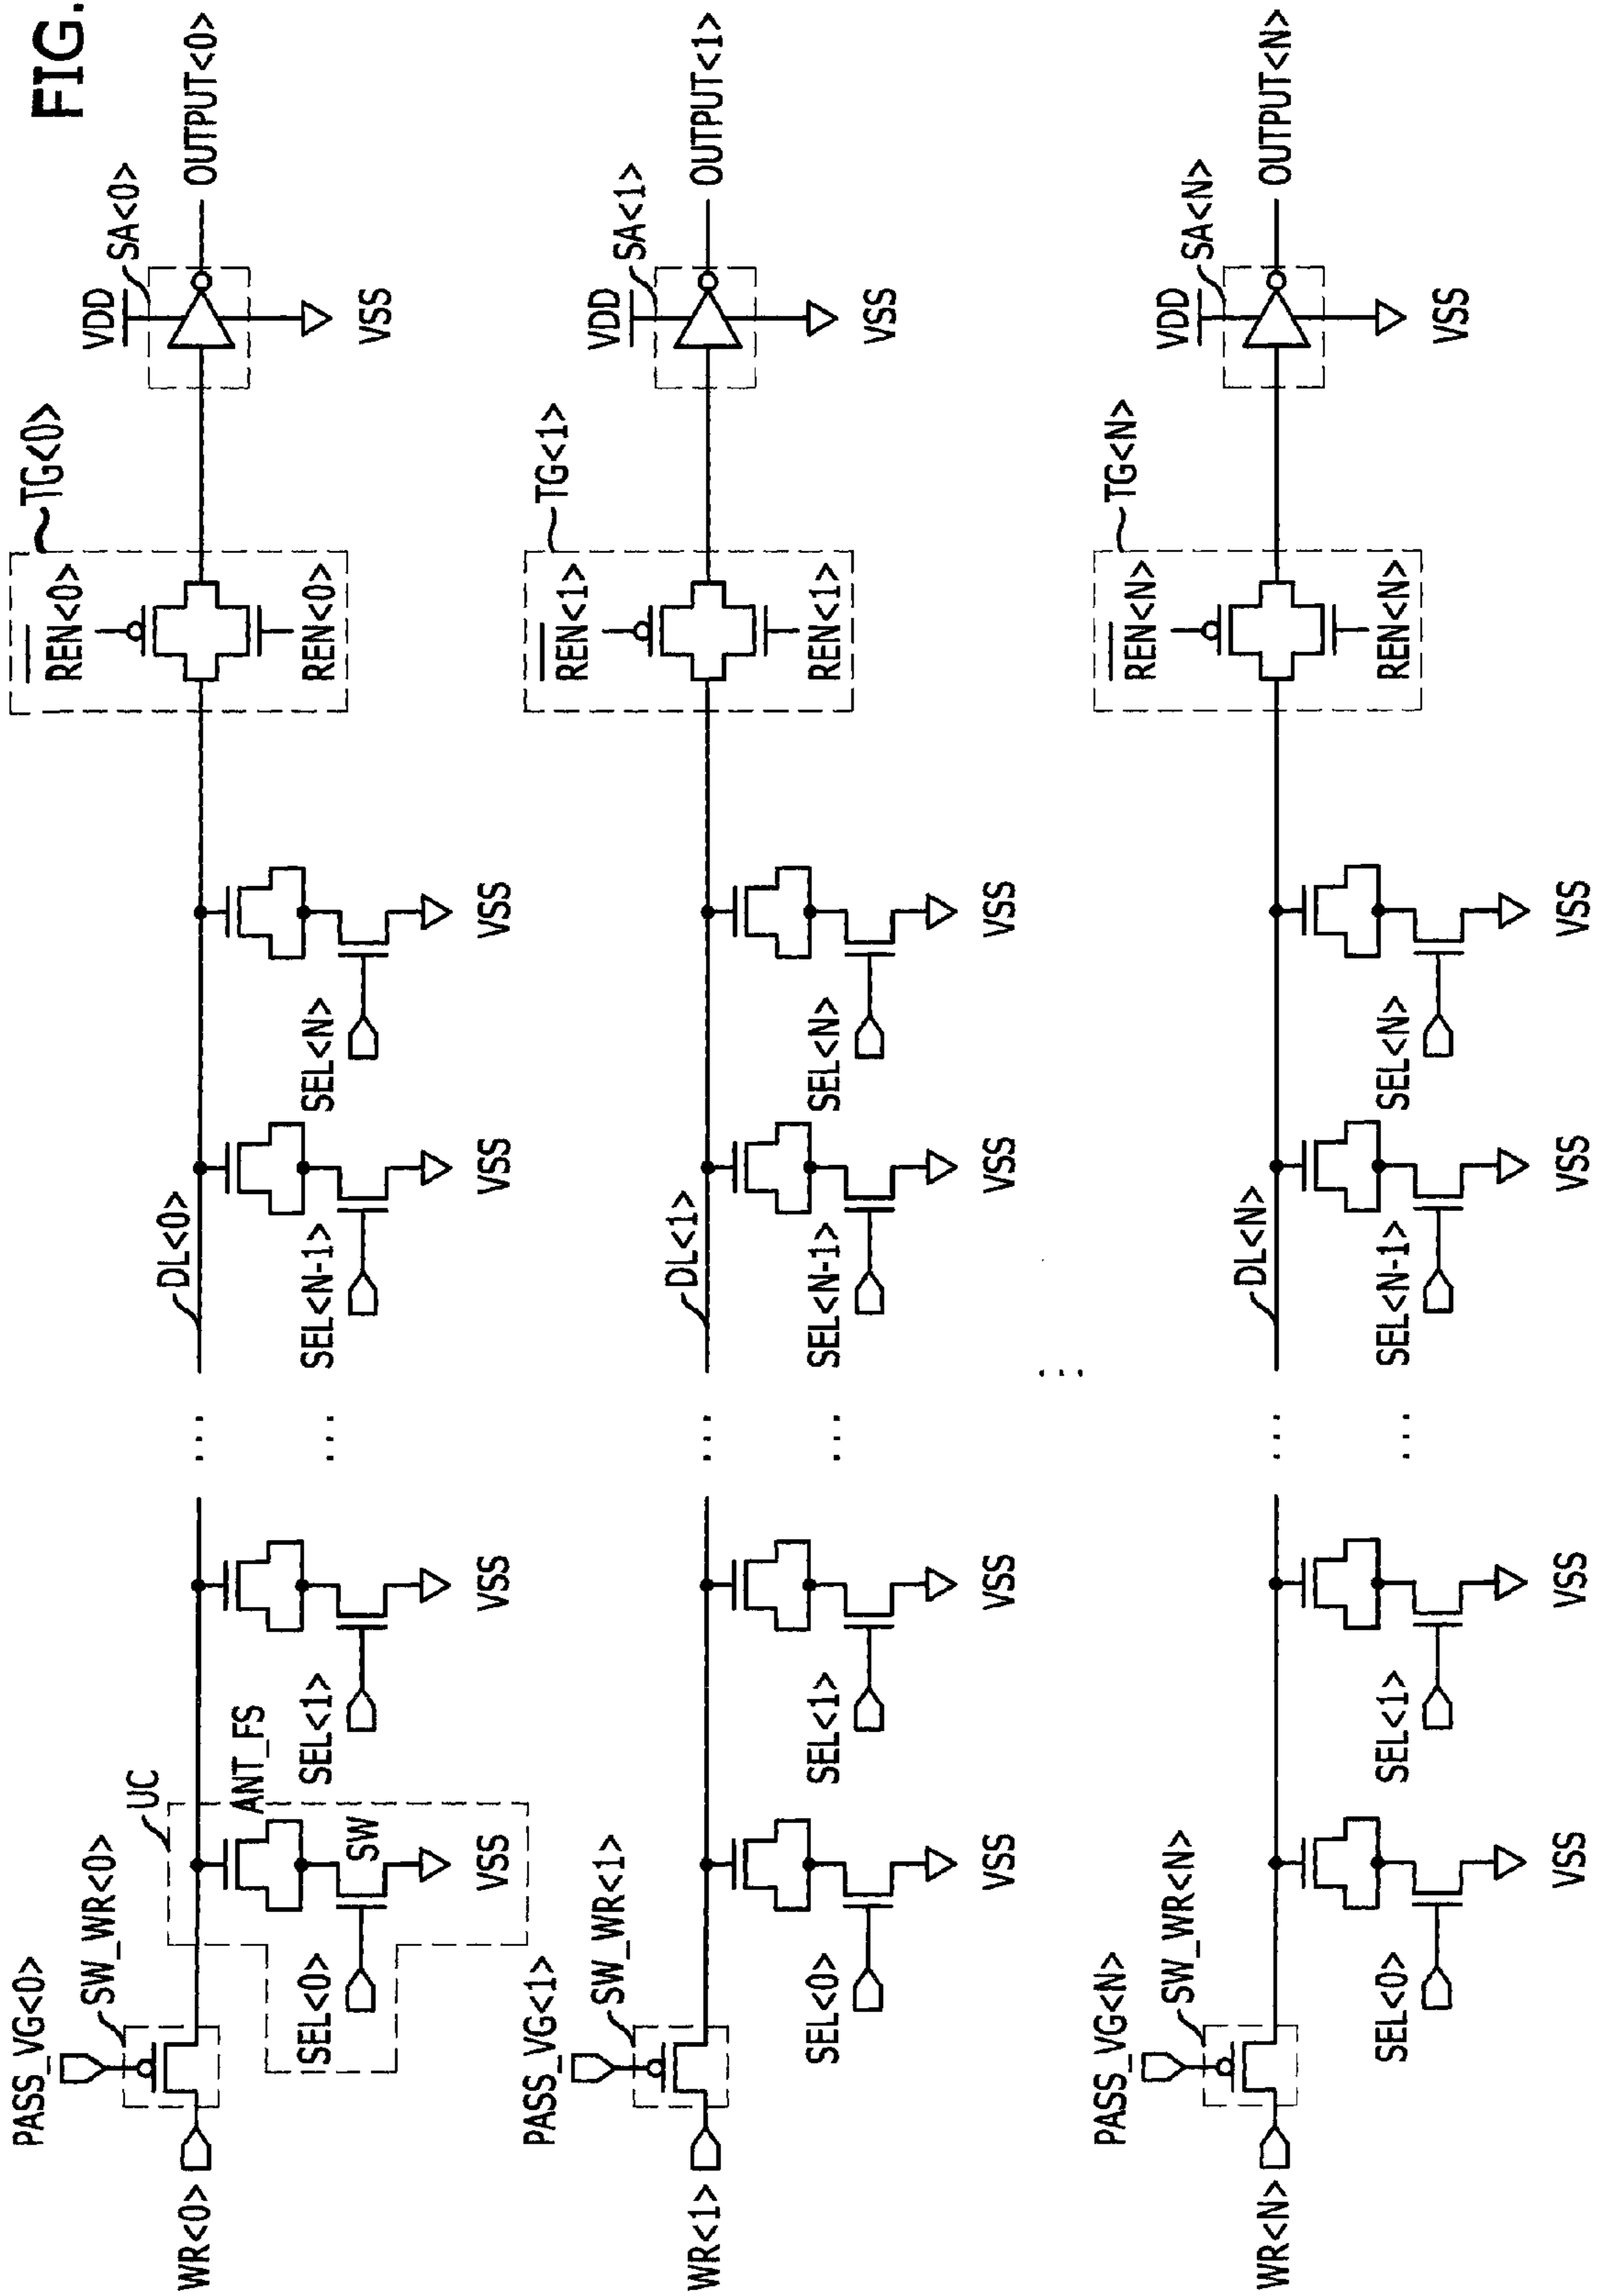 FIG.
PASS_VG<0>
SW_WR<0>
WR<0>
UC
ANT_FS
SW
SEL<0>
VSS
SEL<1>
VSS
...
...
DL<0>
SEL<N-1>
VSS
SEL<N>
VSS
TG<0>
REN<0>
REN<0>
VDD
SA<0>
VSS
OUTPUT<0>
PASS_VG<1>
SW_WR<1>
WR<1>
SEL<0>
VSS
SEL<1>
VSS
...
...
DL<1>
SEL<N-1>
VSS
SEL<N>
VSS
TG<1>
REN<1>
REN<1>
VDD
SA<1>
VSS
OUTPUT<1>
...
PASS_VG<N>
SW_WR<N>
WR<N>
SEL<0>
VSS
SEL<1>
VSS
...
...
DL<N>
SEL<N-1>
VSS
SEL<N>
VSS
TG<N>
REN<N>
REN<N>
VDD
SA<N>
VSS
OUTPUT<N>